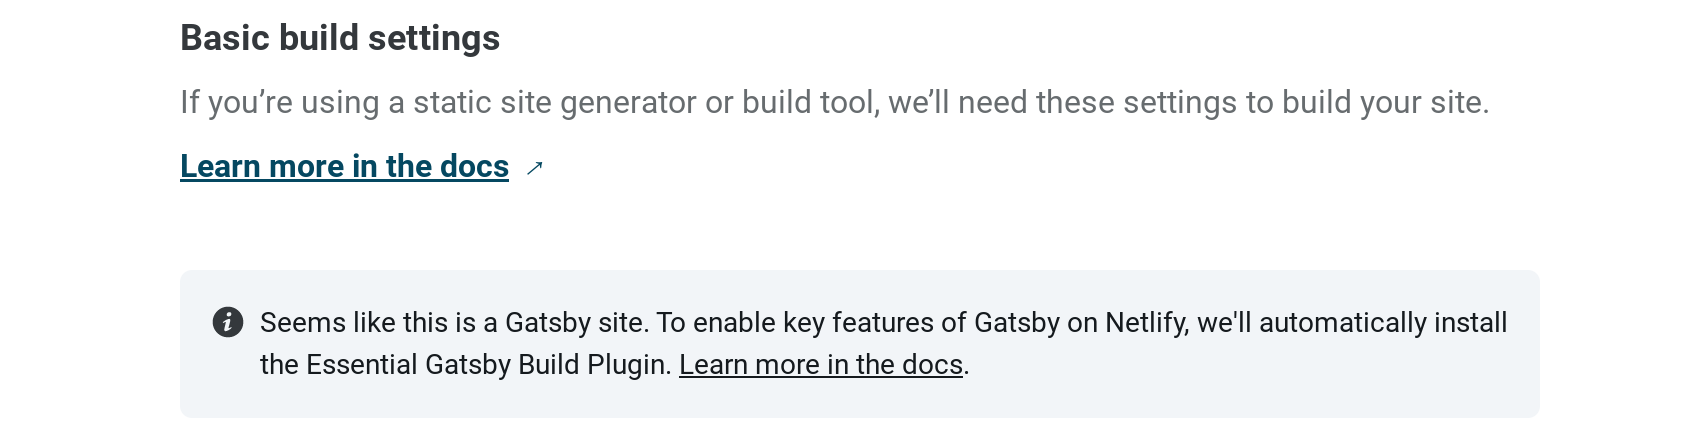 Basic build settings
If you’re using a static site generator or build tool, we’ll need these settings to build your site.
Learn more in the docs ↗
Seems like this is a Gatsby site. To enable key features of Gatsby on Netlify, we'll automatically install
the Essential Gatsby Build Plugin. Learn more in the docs.